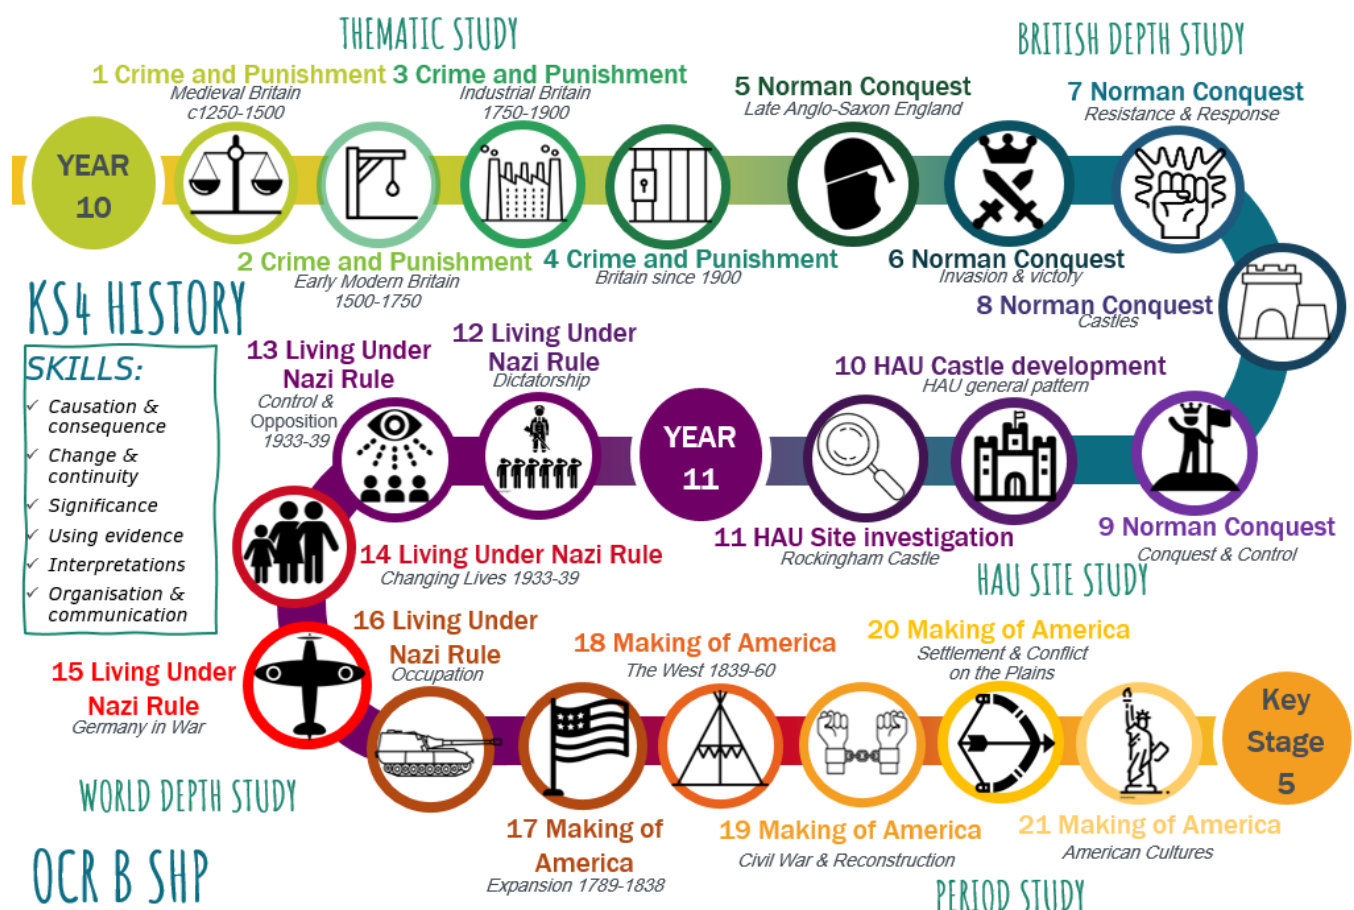 THEMATIC STUDY
BRITISH DEPTH STUDY
1 Crime and Punishment
Medieval Britain
c1250-1500
3 Crime and Punishment
Industrial Britain
1750-1900
5 Norman Conquest
Late Anglo-Saxon England
7 Norman Conquest
Resistance & Response
YEAR
10
2 Crime and Punishment
Early Modern Britain
1500-1750
4 Crime and Punishment
Britain since 1900
6 Norman Conquest
Invasion & victory
8 Norman Conquest
Castles
KS4 HISTORY
SKILLS:
✓ Causation &
consequence
✓ Change &
continuity
✓ Significance
✓ Using evidence
✓ Interpretations
✓ Organisation &
communication
13 Living Under
Nazi Rule
Control &
Opposition
1933-39
12 Living Under
Nazi Rule
Dictatorship
YEAR
11
10 HAU Castle development
HAU general pattern
11 HAU Site investigation
Rockingham Castle
9 Norman Conquest
Conquest & Control
HAU SITE STUDY
14 Living Under Nazi Rule
Changing Lives 1933-39
15 Living Under
Nazi Rule
Germany in War
16 Living Under
Nazi Rule
Occupation
18 Making of America
The West 1839-60
20 Making of America
Settlement & Conflict
on the Plains
Key
Stage
5
WORLD DEPTH STUDY
17 Making of
America
Expansion 1789-1838
19 Making of America
Civil War & Reconstruction
21 Making of America
American Cultures
OCR B SHP
PERIOD STUDY